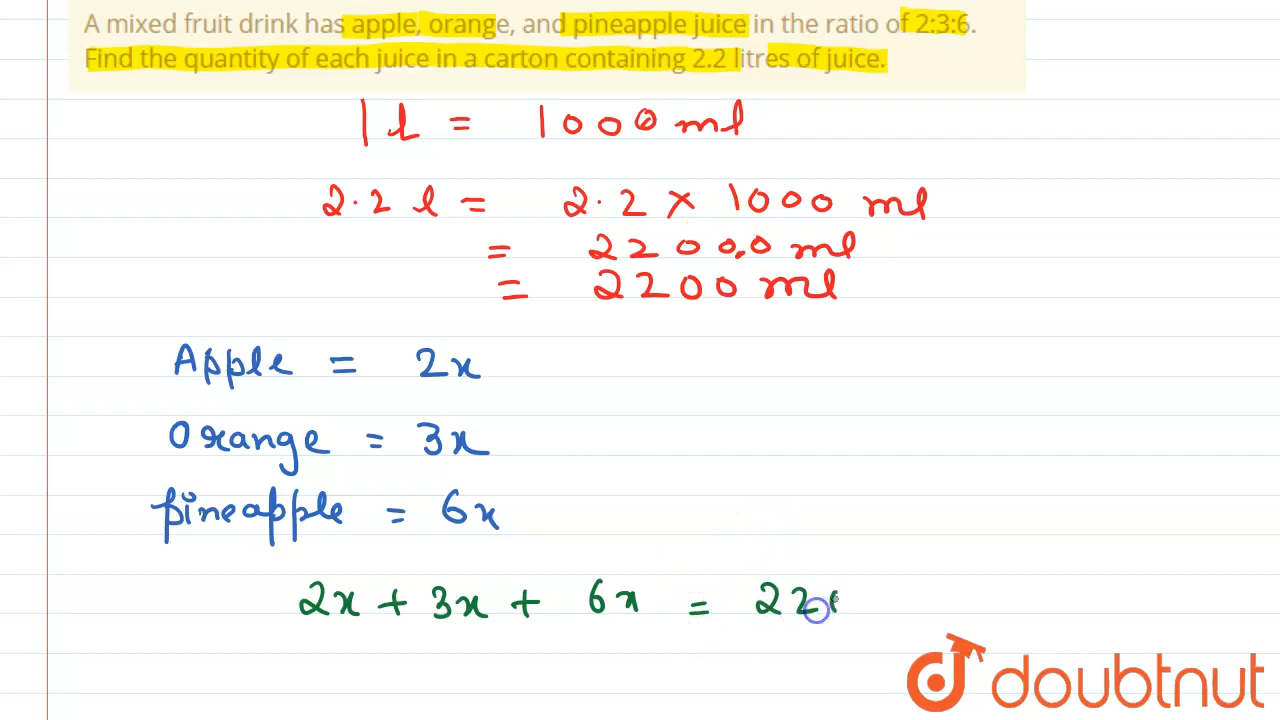 A mixed fruit drink has apple, orange, and pineapple juice in the ratio of 2:3:6.
Find the quantity of each juice in a carton containing 2.2 litres of juice.
1 l = 1000 ml
2.2 l = 2.2 × 1000 ml
= 2200.0 ml
= 2200 ml
Apple = 2x
Orange = 3x
pineapple = 6x
2x + 3x + 6x = 22
doubtnut